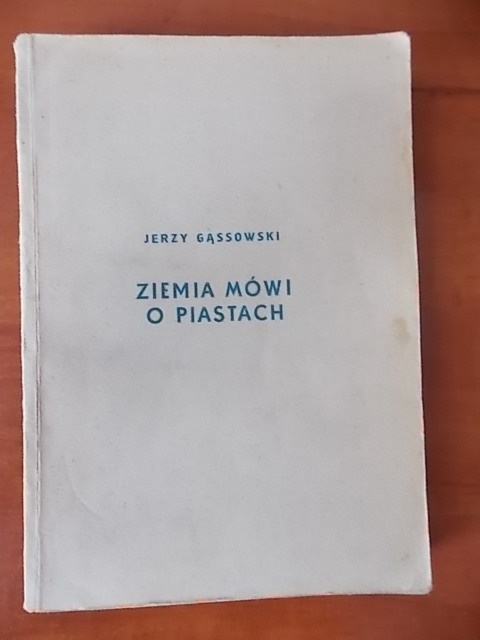 JERZY GĄSSOWSKI
ZIEMIA MÓWI
O PIASTACH